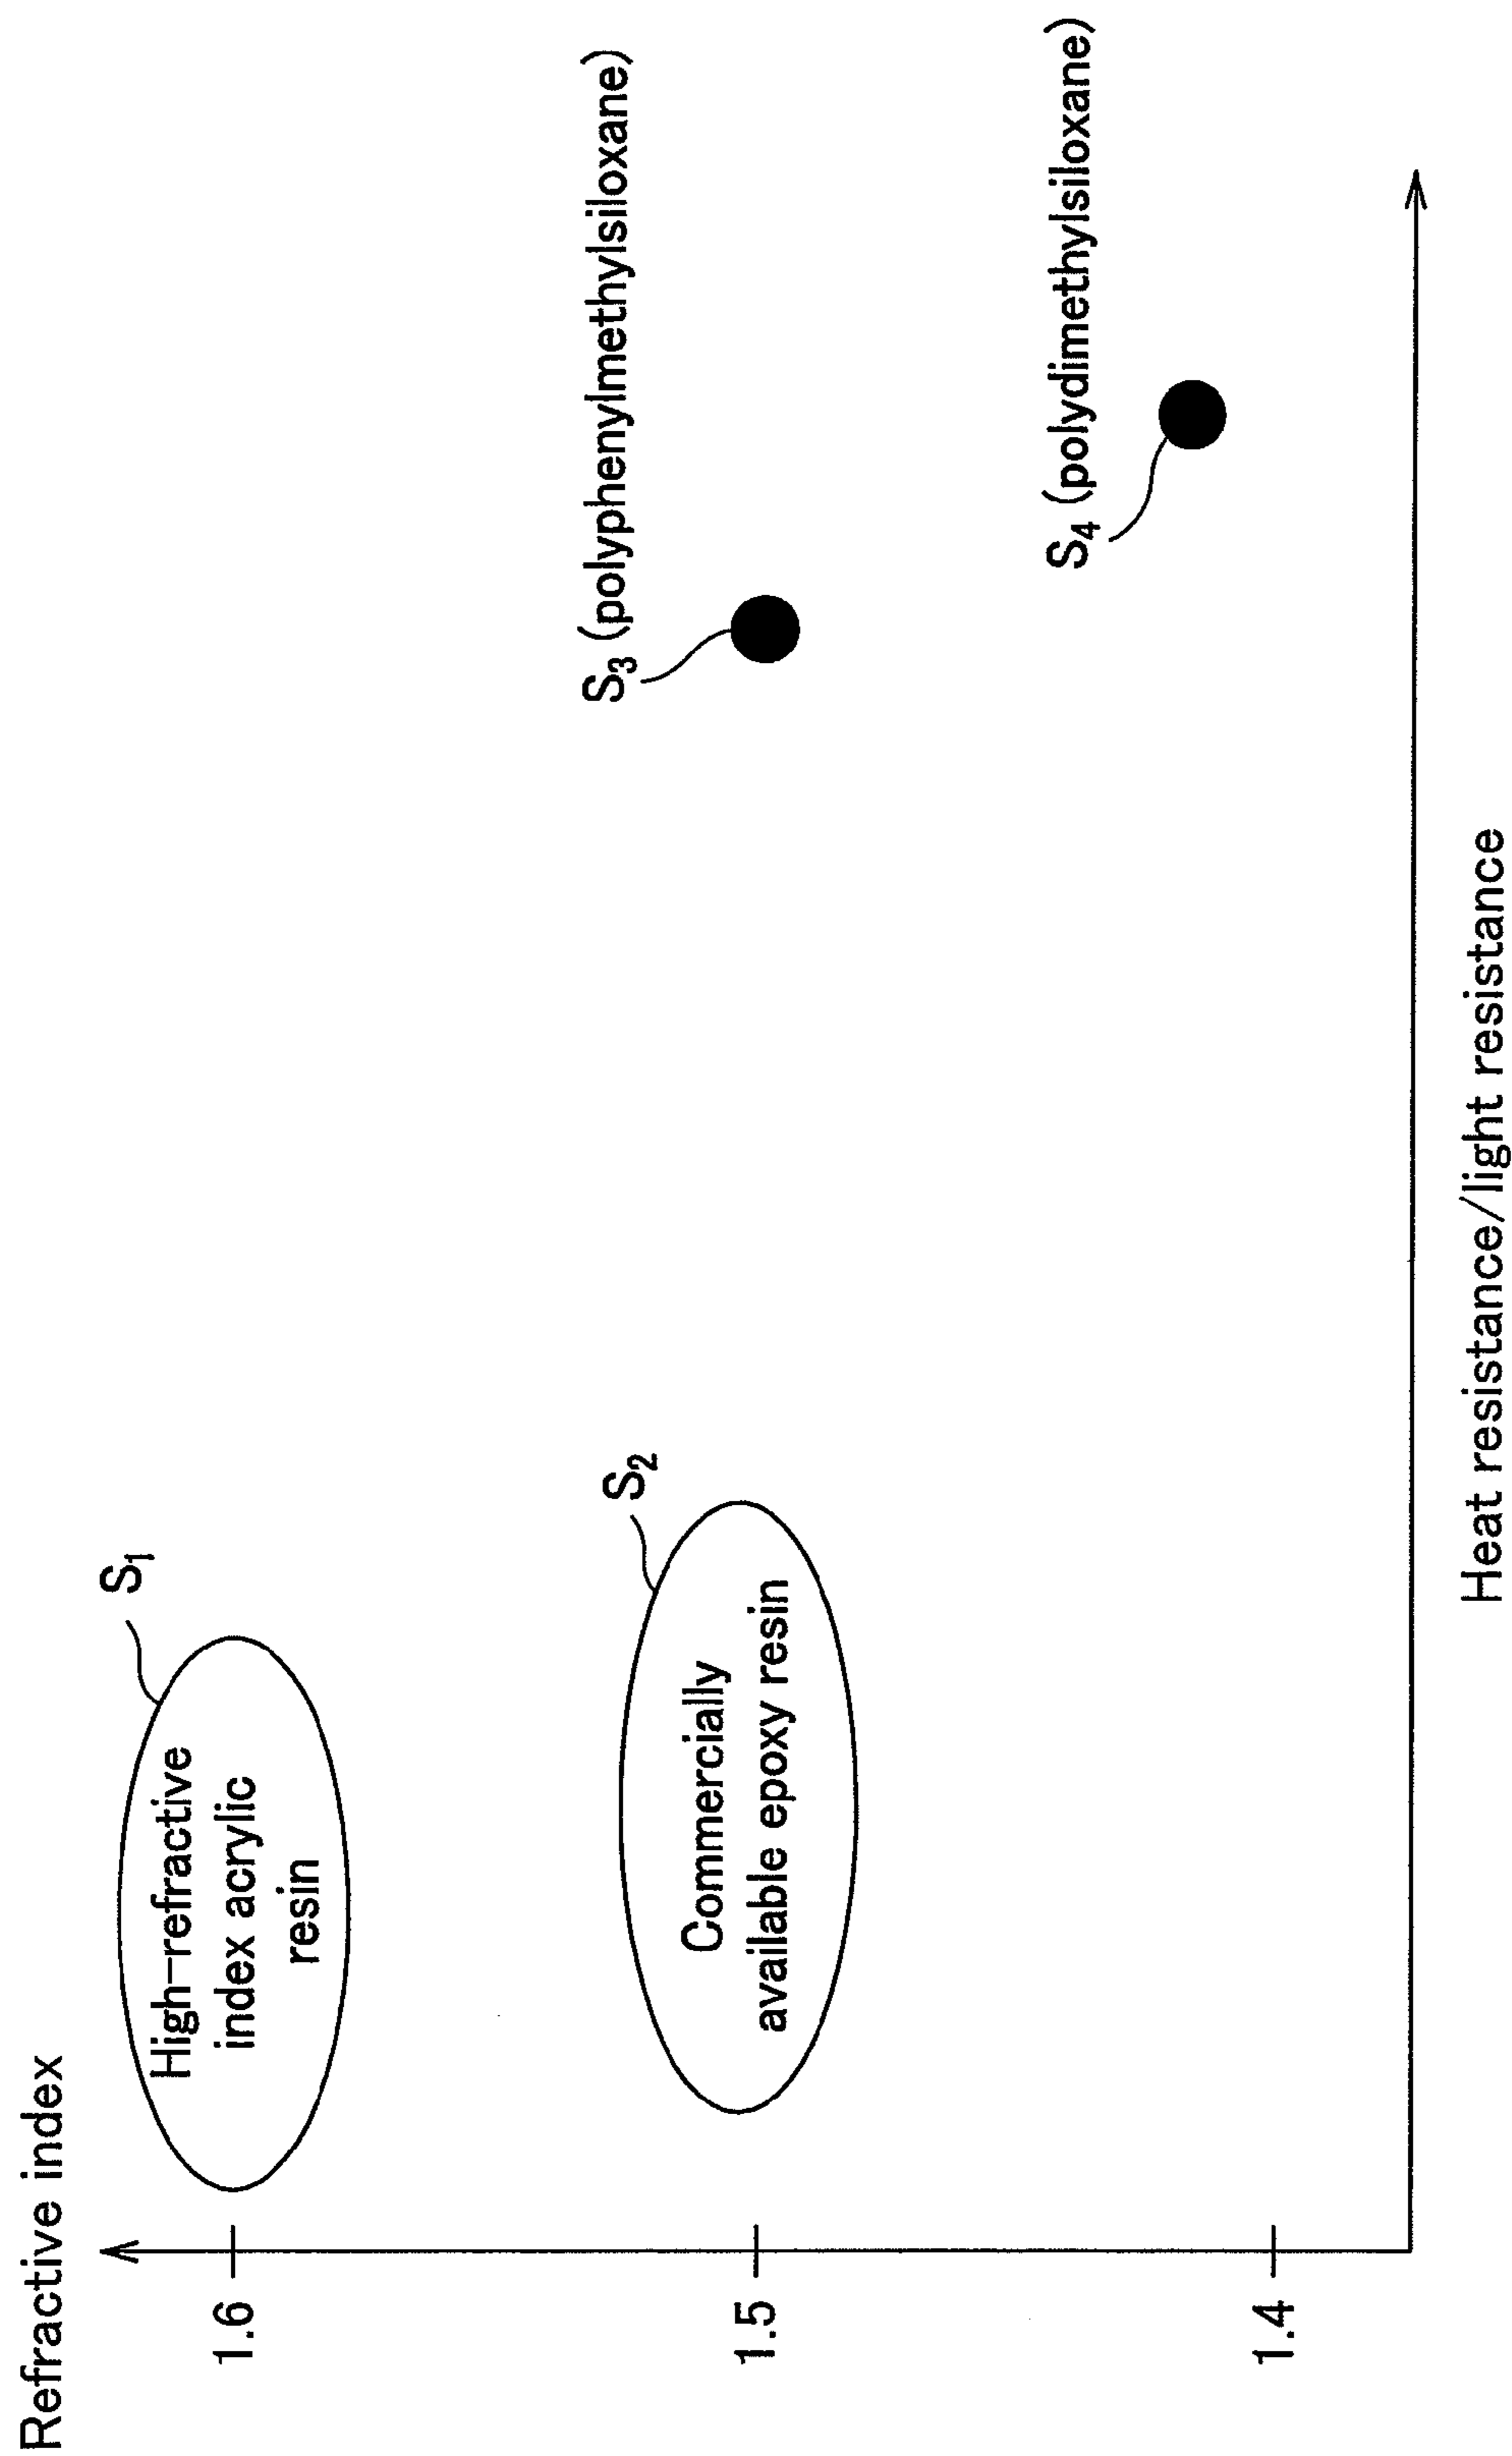 Refractive index
1.6
1.5
1.4
S1
High-refractive
index acrylic
resin
S2
Commercially
available epoxy resin
S3 (polyphenylmethylsiloxane)
S4 (polydimethylsiloxane)
Heat resistance/light resistance